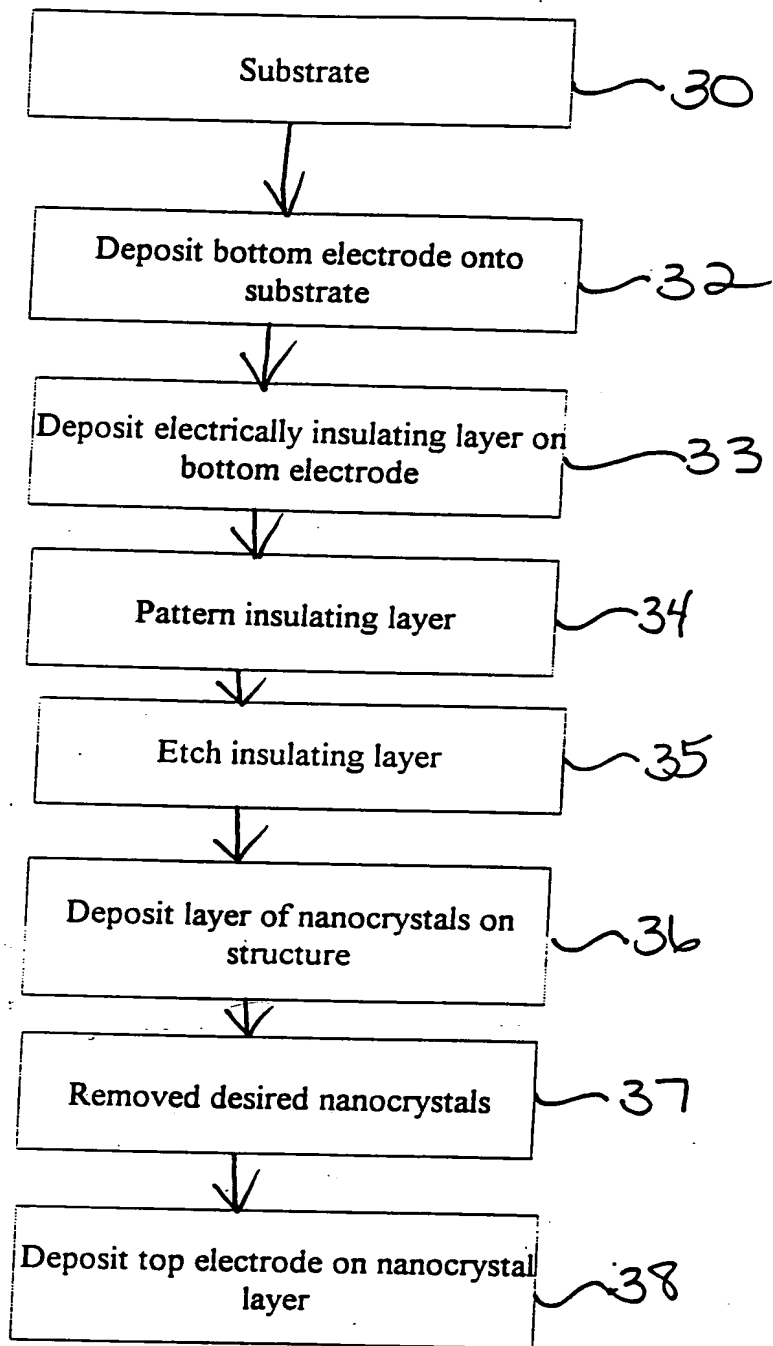 Substrate
30
Deposit bottom electrode onto
substrate
32
Deposit electrically insulating layer on
bottom electrode
33
Pattern insulating layer
34
Etch insulating layer
35
Deposit layer of nanocrystals on
structure
36
Removed desired nanocrystals
37
Deposit top electrode on nanocrystal
layer
38